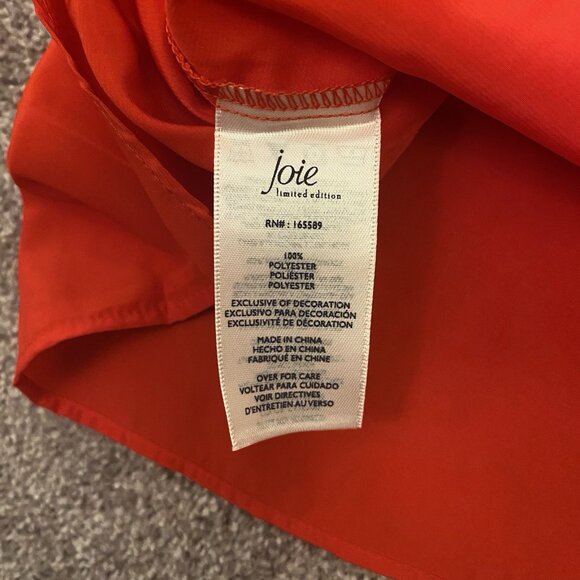 joie
limited edition
RN# : 165589
100%
POLYESTER
POLIÉSTER
POLYESTER
EXCLUSIVE OF DECORATION
EXCLUSIVO PARA DECORACIÓN
EXCLUSIVITÉ DE DÉCORATION
MADE IN CHINA
HECHO EN CHINA
FABRIQUÉ EN CHINE
OVER FOR CARE
VOLTEAR PARA CUIDADO
VOIR DIRECTIVES
D'ENTRETIEN AU VERSO